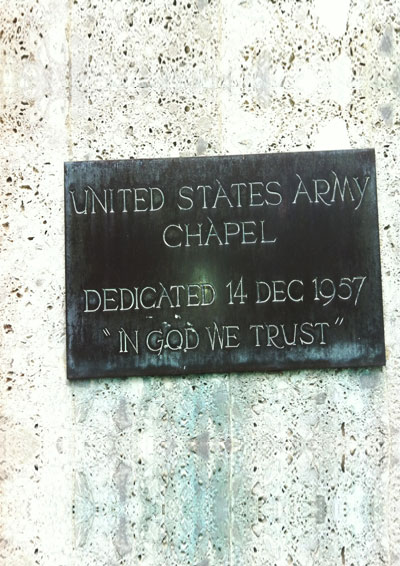 UNITED STATES ARMY
CHAPEL
DEDICATED 14 DEC 1957
"IN GOD WE TRUST"